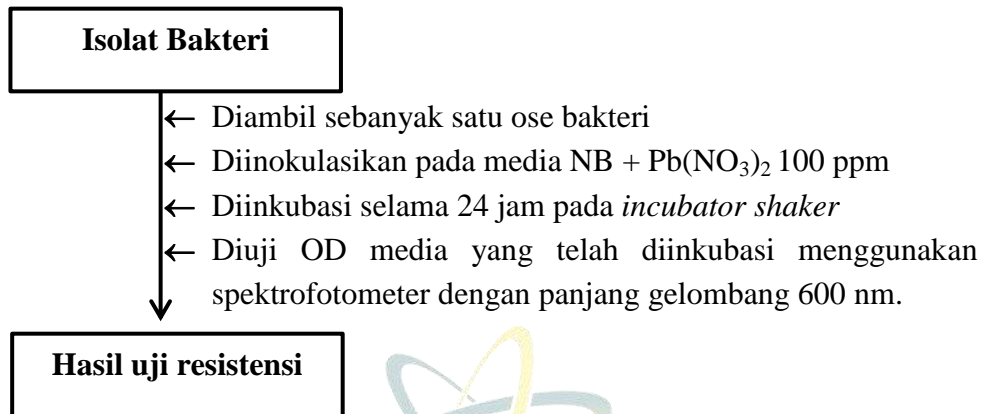 Isolat Bakteri
← Diambil sebanyak satu ose bakteri
← Diinokulasikan pada media NB + Pb(NO₃)₂ 100 ppm
← Diinkubasi selama 24 jam pada incubator shaker
← Diuji OD media yang telah diinkubasi menggunakan
spektrofotometer dengan panjang gelombang 600 nm.
Hasil uji resistensi